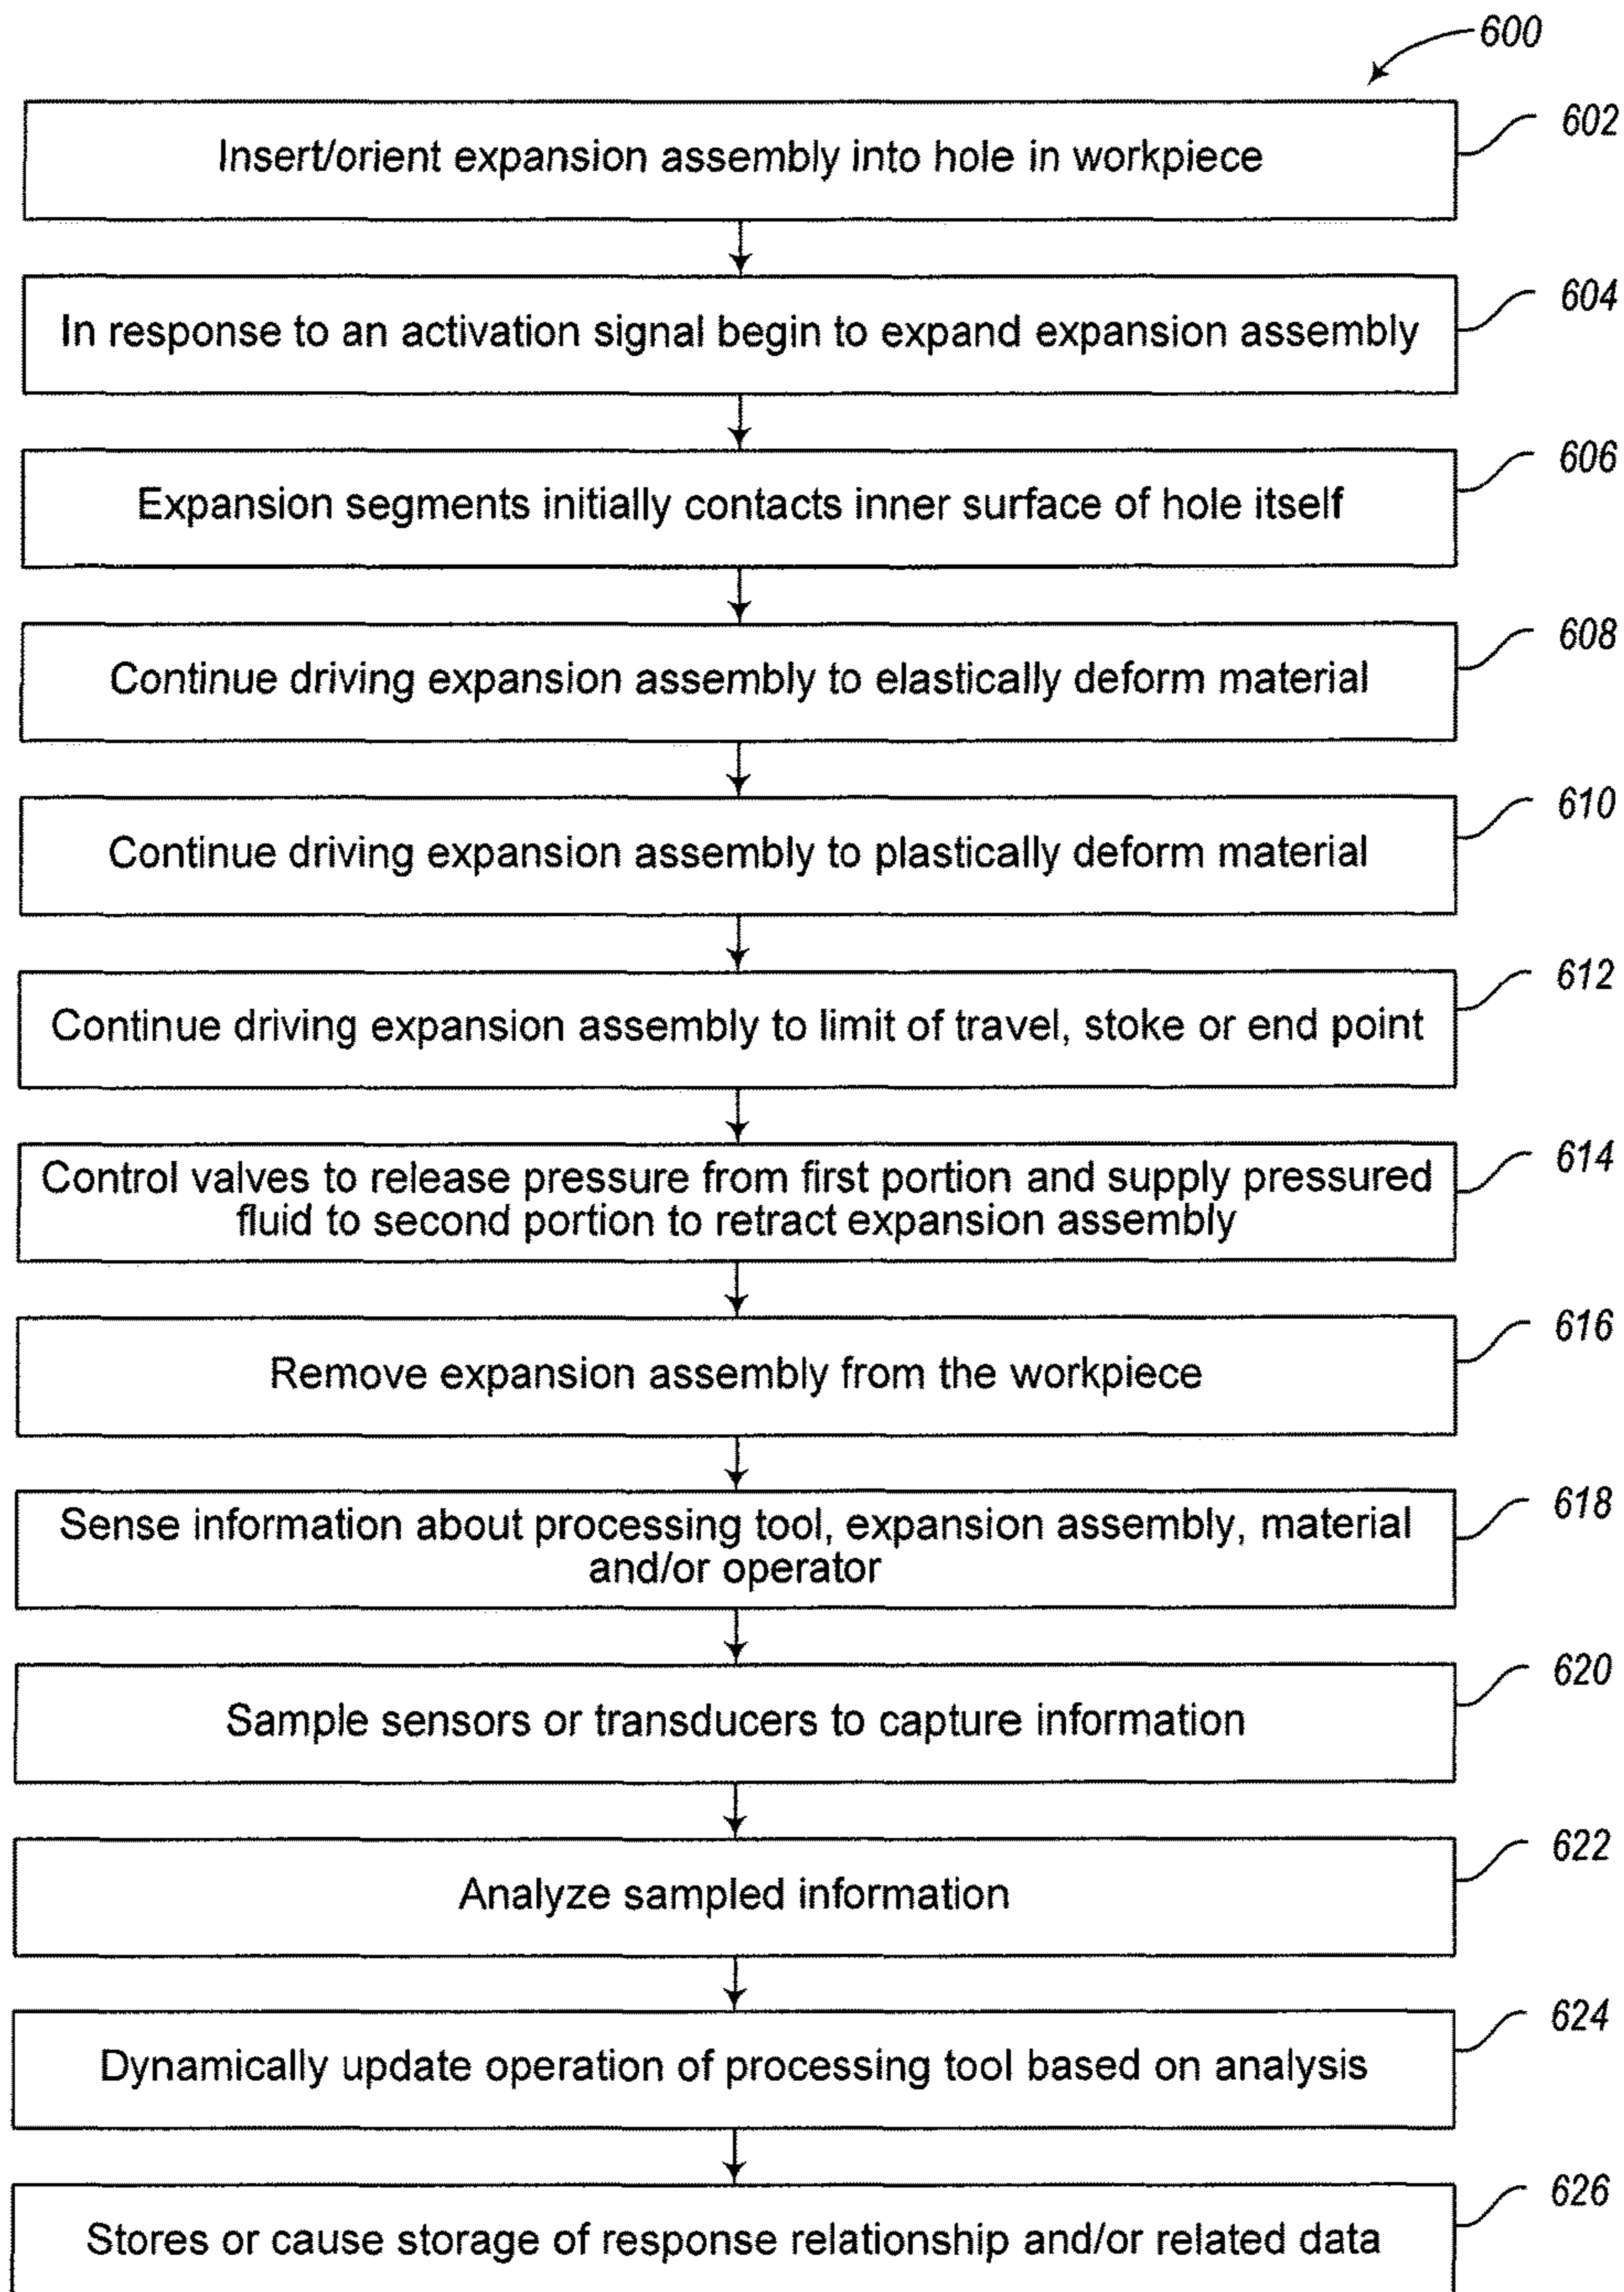 600
Insert/orient expansion assembly into hole in workpiece
602
In response to an activation signal begin to expand expansion assembly
604
Expansion segments initially contacts inner surface of hole itself
606
Continue driving expansion assembly to elastically deform material
608
Continue driving expansion assembly to plastically deform material
610
Continue driving expansion assembly to limit of travel, stoke or end point
612
Control valves to release pressure from first portion and supply pressured
fluid to second portion to retract expansion assembly
614
Remove expansion assembly from the workpiece
616
Sense information about processing tool, expansion assembly, material
and/or operator
618
Sample sensors or transducers to capture information
620
Analyze sampled information
622
Dynamically update operation of processing tool based on analysis
624
Stores or cause storage of response relationship and/or related data
626